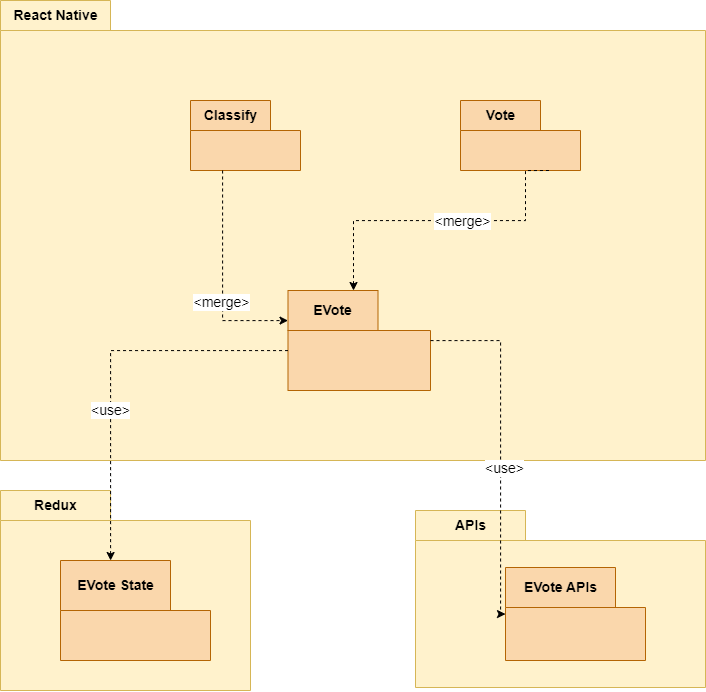 React Native
Classify
Vote
<merge>
<merge>
EVote
<use>
<use>
Redux
APIs
EVote State
EVote APIs